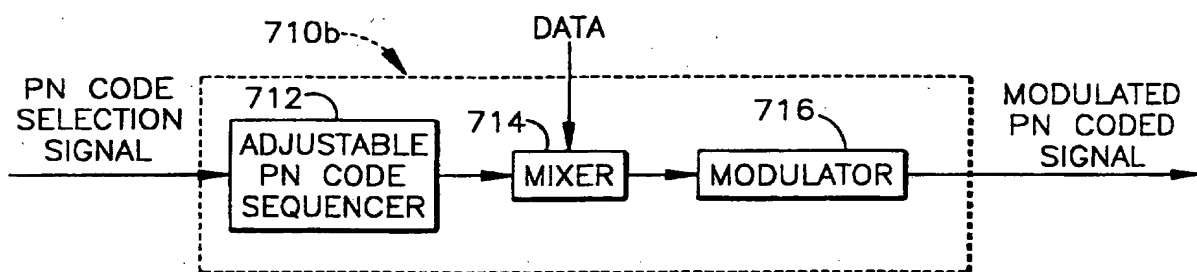 710b
DATA
PN CODE
SELECTION
SIGNAL
712
ADJUSTABLE
PN CODE
SEQUENCER
714
MIXER
716
MODULATOR
MODULATED
PN CODED
SIGNAL